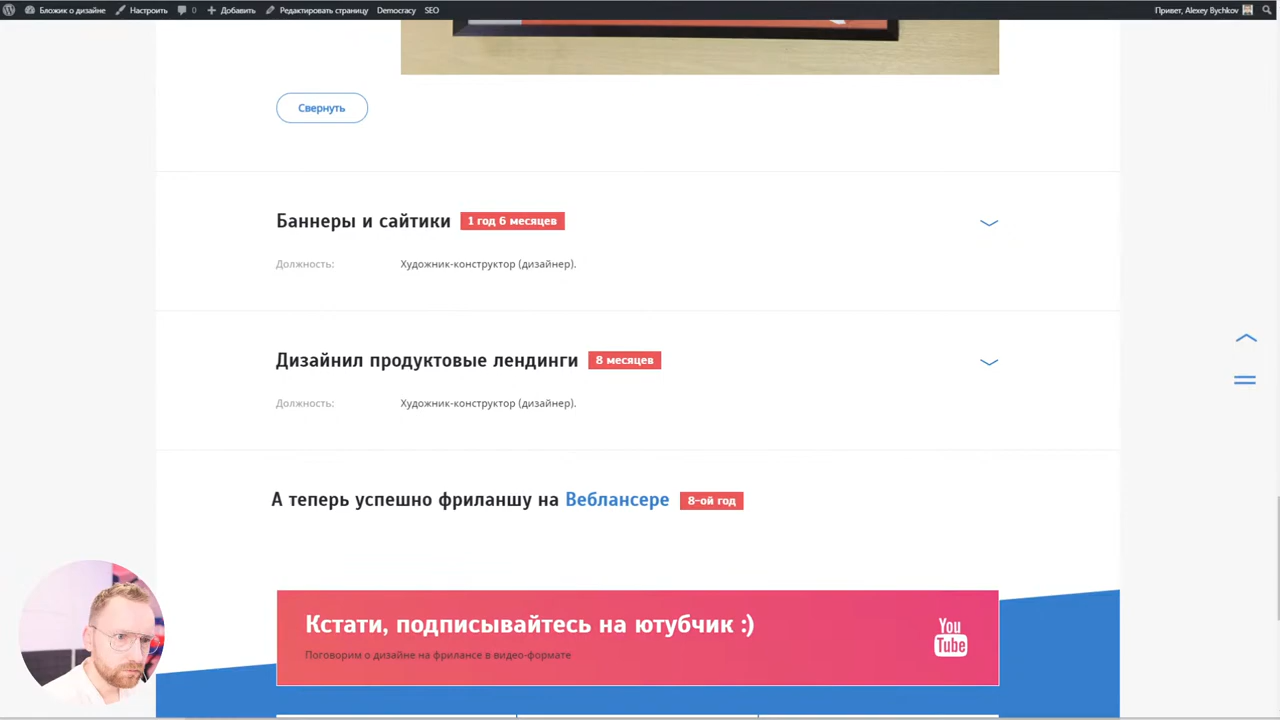 Бложик о дизайне Настроить 0 Добавить Редактировать страницу Democracy SEO Привет, Alexey Bychkov
Свернуть
Баннеры и сайтики 1 год 6 месяцев
Должность: Художник-конструктор (дизайнер).
Дизайнил продуктовые лендинги 8 месяцев
Должность: Художник-конструктор (дизайнер).
А теперь успешно фриланшу на Веблансере 8-ой год
Кстати, подписывайтесь на ютубчик :)
Поговорим о дизайне на фрилансе в видео-формате
You
Tube